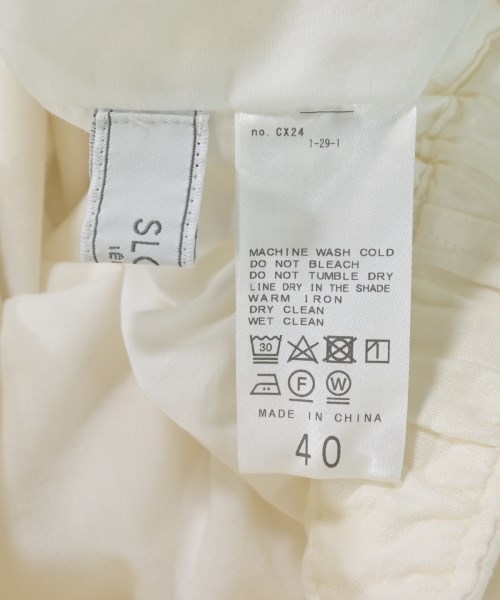 no. CX24
1-29-1
MACHINE WASH COLD
DO NOT BLEACH
DO NOT TUMBLE DRY
LINE DRY IN THE SHADE
WARM IRON
DRY CLEAN
WET CLEAN
30
F W
MADE IN CHINA
40